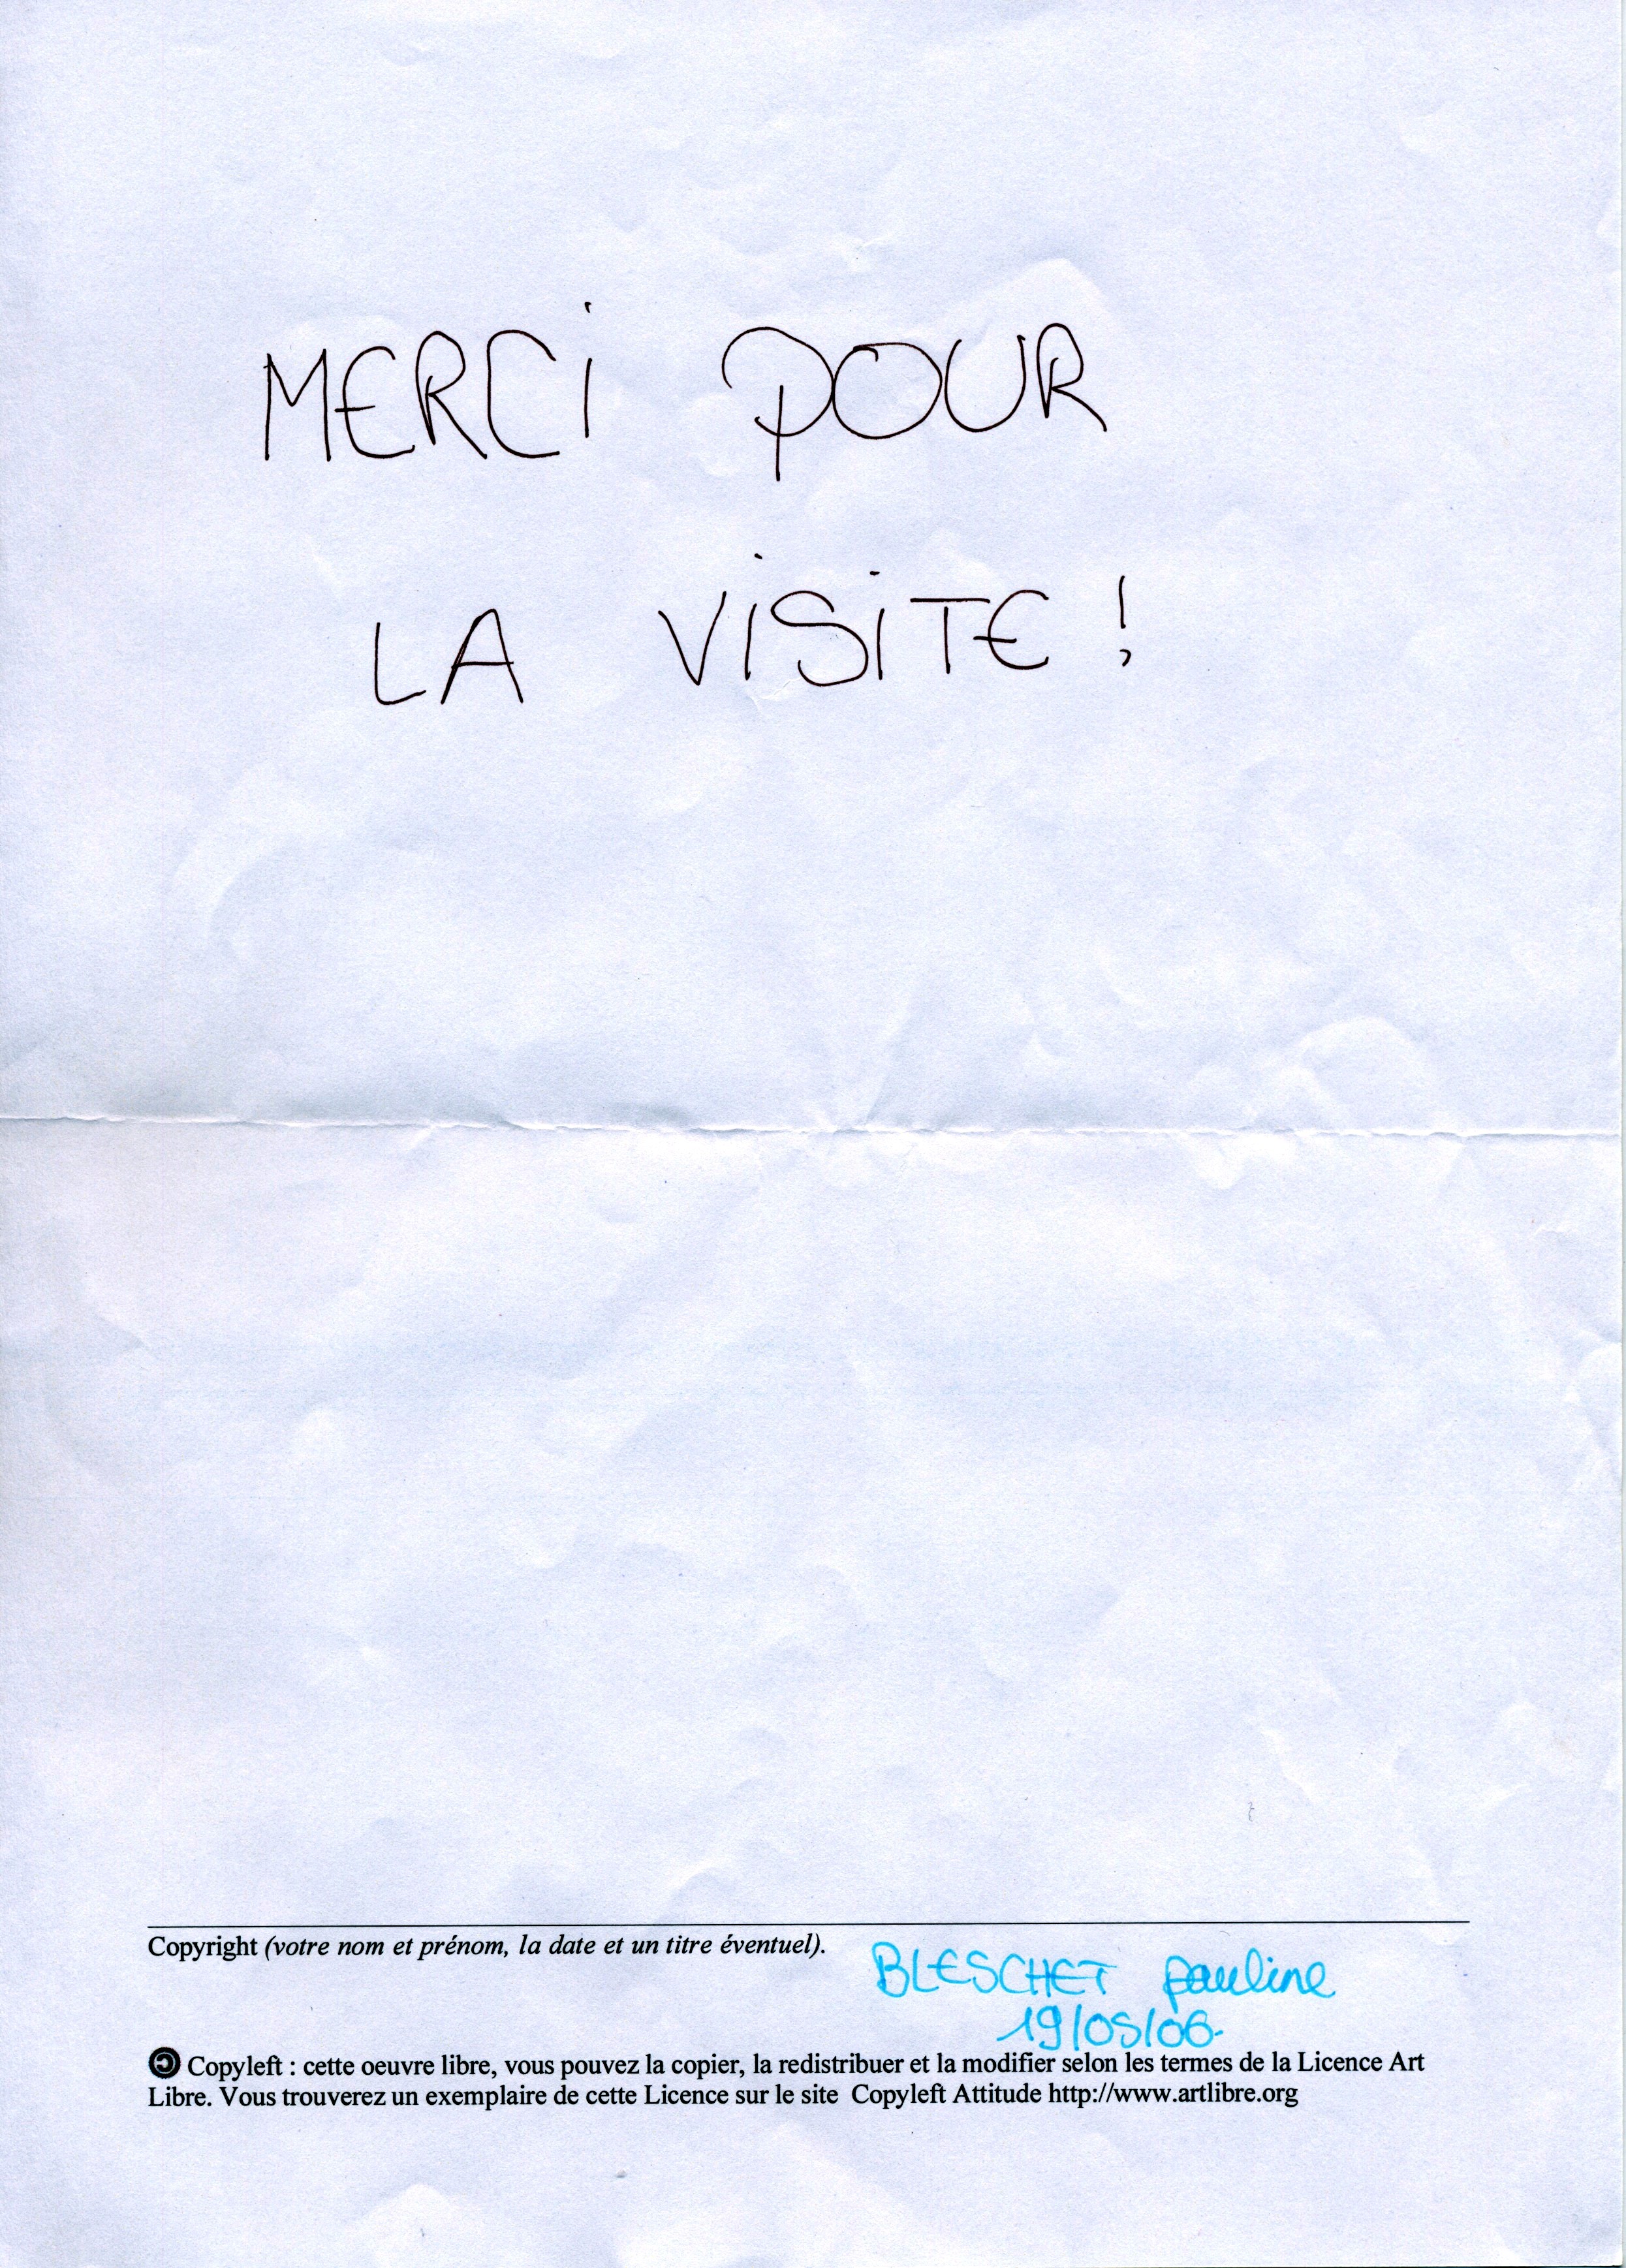 MERCi POUR
LA ViSiTE !
Copyright (votre nom et prénom, la date et un titre éventuel).
BLESCHET pauline
19/05/06.
Copyleft : cette oeuvre libre, vous pouvez la copier, la redistribuer et la modifier selon les termes de la Licence Art
Libre. Vous trouverez un exemplaire de cette Licence sur le site Copyleft Attitude http://www.artlibre.org